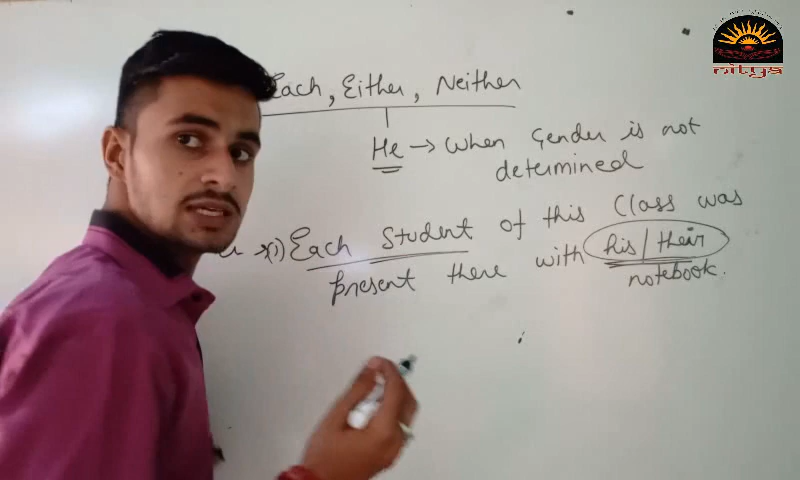 nitya
Each, Either, Neither
He → When Gender is not
determined
x1) Each Student of this Class was
present there with his/their
notebook.